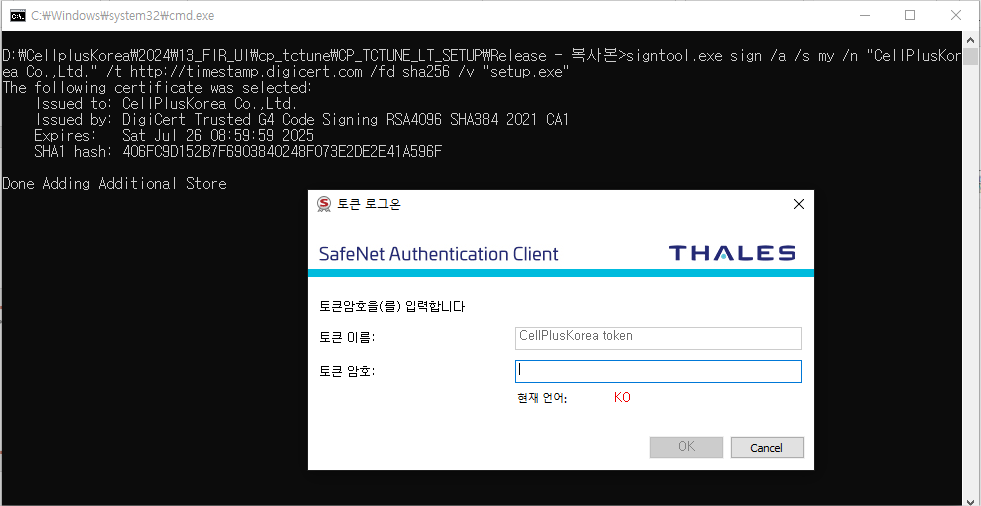 C:\Windows\system32\cmd.exe
D:\CellplusKorea\2024\13_FIR_UI\cp_tctune\CP_TCTUNE_LT_SETUP\Release - 복사본>signtool.exe sign /a /s my /n "CellPlusKor
ea Co.,Ltd." /t http://timestamp.digicert.com /fd sha256 /v "setup.exe"
The following certificate was selected:
Issued to: CellPlusKorea Co.,Ltd.
Issued by: DigiCert Trusted G4 Code Signing RSA4096 SHA384 2021 CA1
Expires: Sat Jul 26 08:59:59 2025
SHA1 hash: 406FC9D152B7F6903840248F073E2DE2E41A596F
Done Adding Additional Store
토큰 로그온
SafeNet Authentication Client THALES
토큰암호을(를) 입력합니다
토큰 이름: CellPlusKorea token
토큰 암호:
현재 언어: KO
OK Cancel